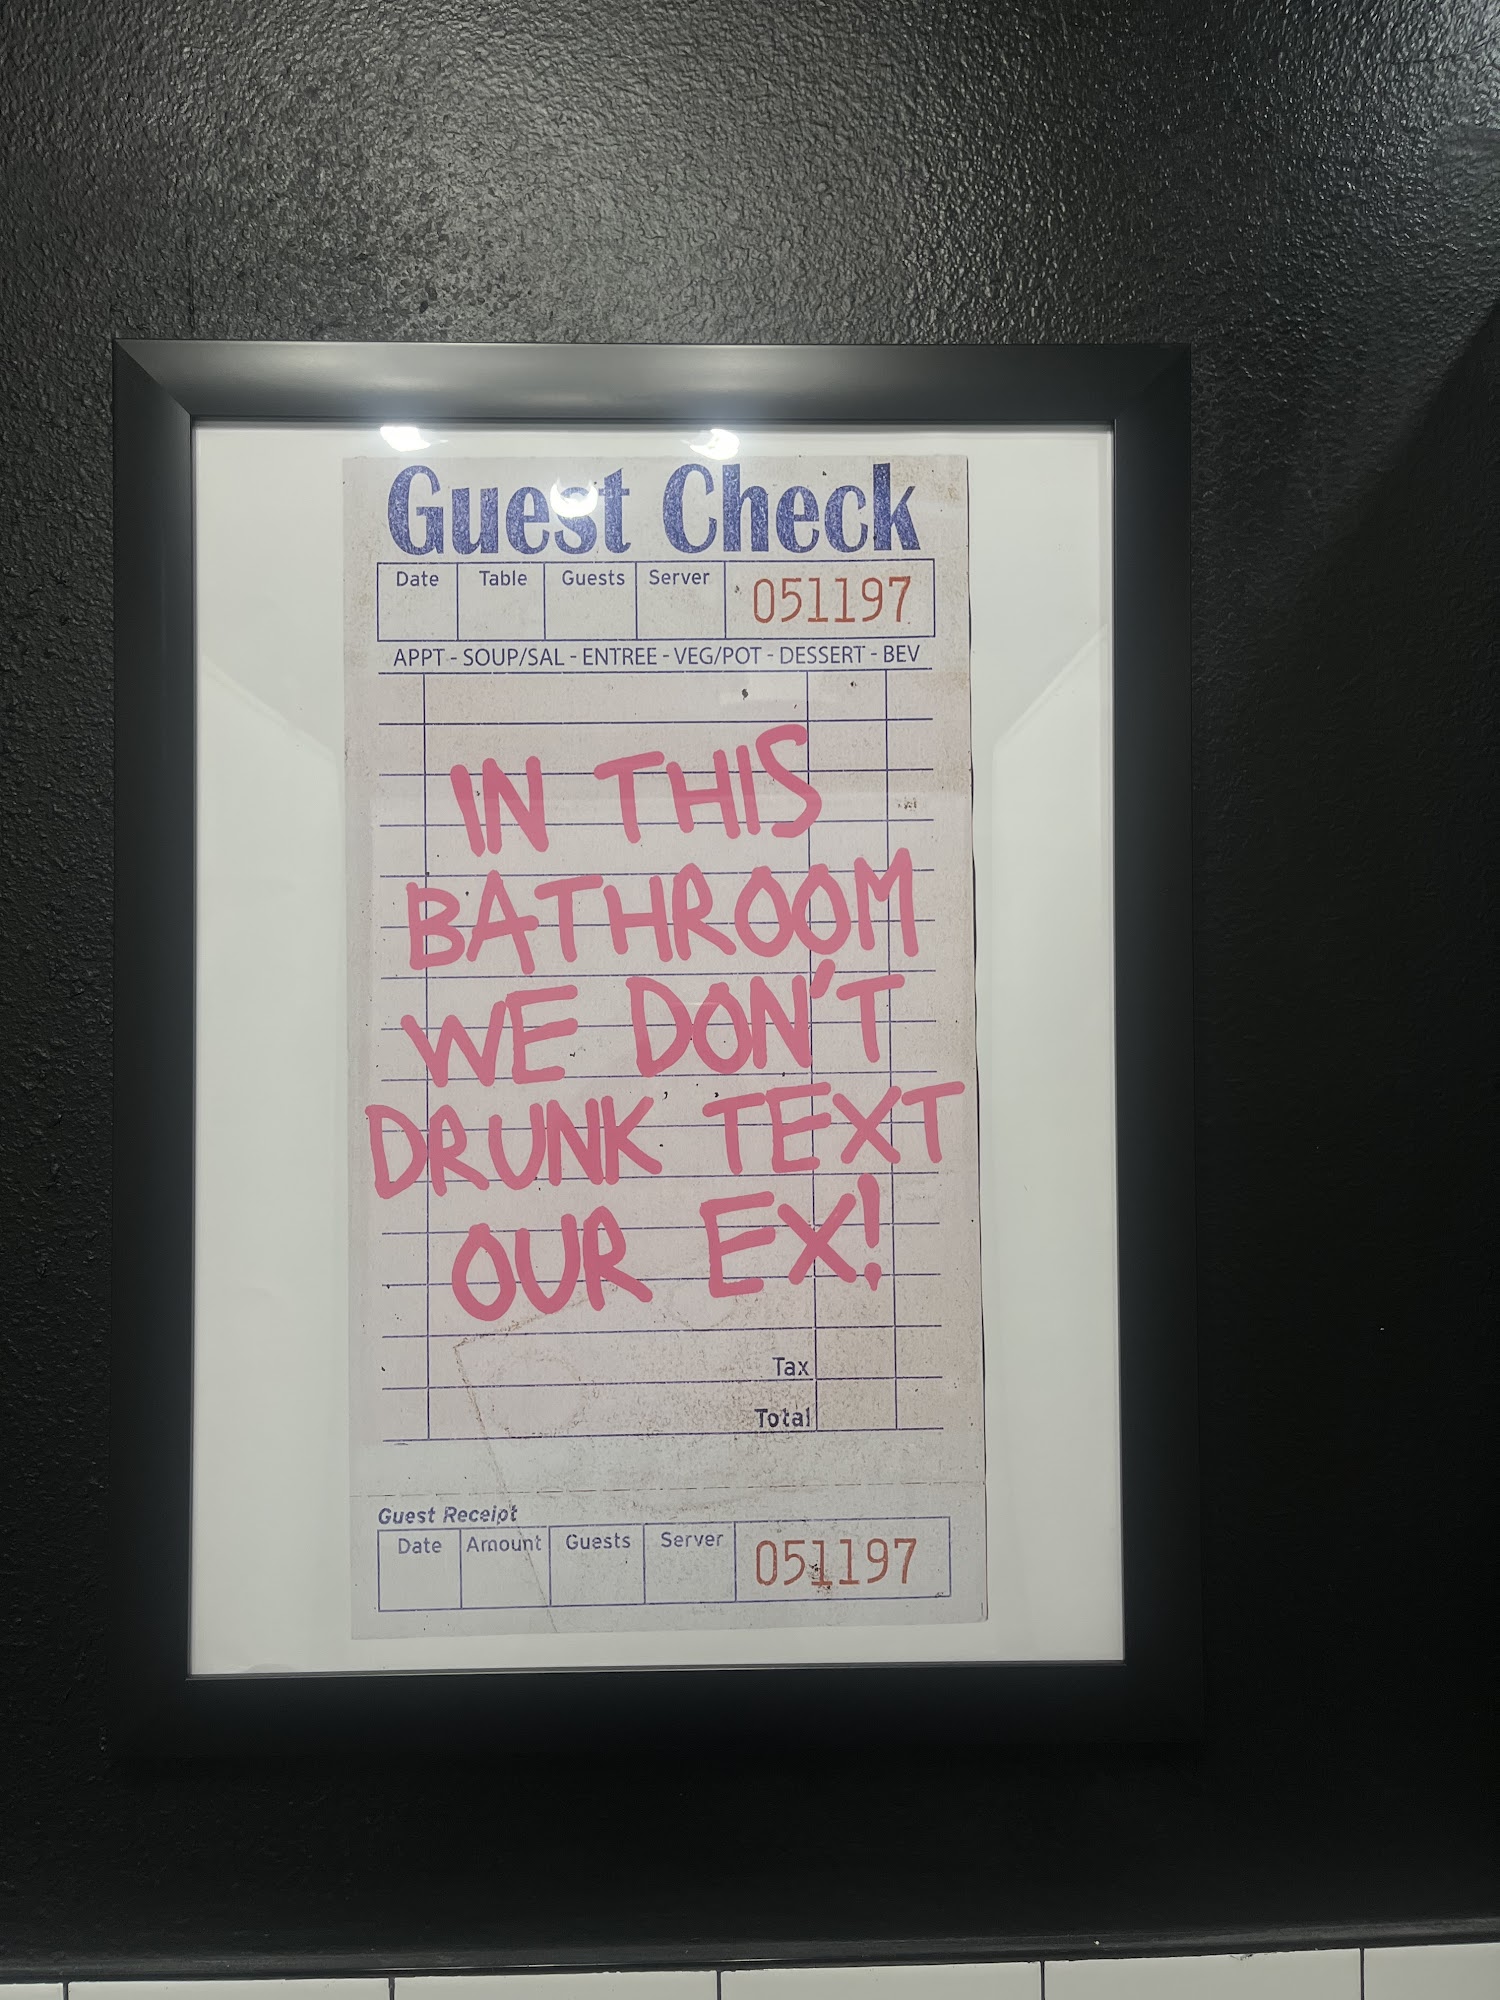 Guest Check
Date Table Guests Server 051197
APPT - SOUP/SAL - ENTREE - VEG/POT - DESSERT - BEV
IN THIS
BATHROOM
WE DON'T
DRUNK TEXT
OUR EX!
Tax
Total
Guest Receipt
Date Amount Guests Server 051197